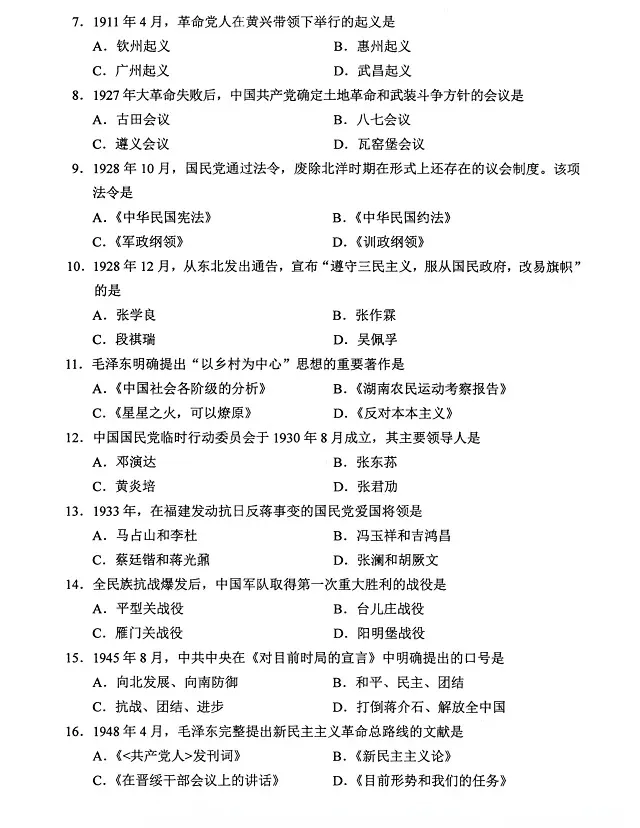 7．1911 年 4 月，革命党人在黄兴带领下举行的起义是
A．钦州起义 B．惠州起义
C．广州起义 D．武昌起义
8．1927 年大革命失败后，中国共产党确定土地革命和武装斗争方针的会议是
A．古田会议 B．八七会议
C．遵义会议 D．瓦窑堡会议
9．1928 年 10 月，国民党通过法令，废除北洋时期在形式上还存在的议会制度。该项
法令是
A．《中华民国宪法》 B．《中华民国约法》
C．《军政纲领》 D．《训政纲领》
10．1928 年 12 月，从东北发出通告，宣布“遵守三民主义，服从国民政府，改易旗帜”
的是
A．张学良 B．张作霖
C．段祺瑞 D．吴佩孚
11．毛泽东明确提出“以乡村为中心”思想的重要著作是
A．《中国社会各阶级的分析》 B．《湖南农民运动考察报告》
C．《星星之火，可以燎原》 D．《反对本本主义》
12．中国国民党临时行动委员会于 1930 年 8 月成立，其主要领导人是
A．邓演达 B．张东荪
C．黄炎培 D．张君劢
13．1933 年，在福建发动抗日反蒋事变的国民党爱国将领是
A．马占山和李杜 B．冯玉祥和吉鸿昌
C．蔡廷锴和蒋光鼐 D．张澜和胡厥文
14．全民族抗战爆发后，中国军队取得第一次重大胜利的战役是
A．平型关战役 B．台儿庄战役
C．雁门关战役 D．阳明堡战役
15．1945 年 8 月，中共中央在《对目前时局的宣言》中明确提出的口号是
A．向北发展、向南防御 B．和平、民主、团结
C．抗战、团结、进步 D．打倒蒋介石、解放全中国
16．1948 年 4 月，毛泽东完整提出新民主主义革命总路线的文献是
A．《<共产党人>发刊词》 B．《新民主主义论》
C．《在晋绥干部会议上的讲话》 D．《目前形势和我们的任务》